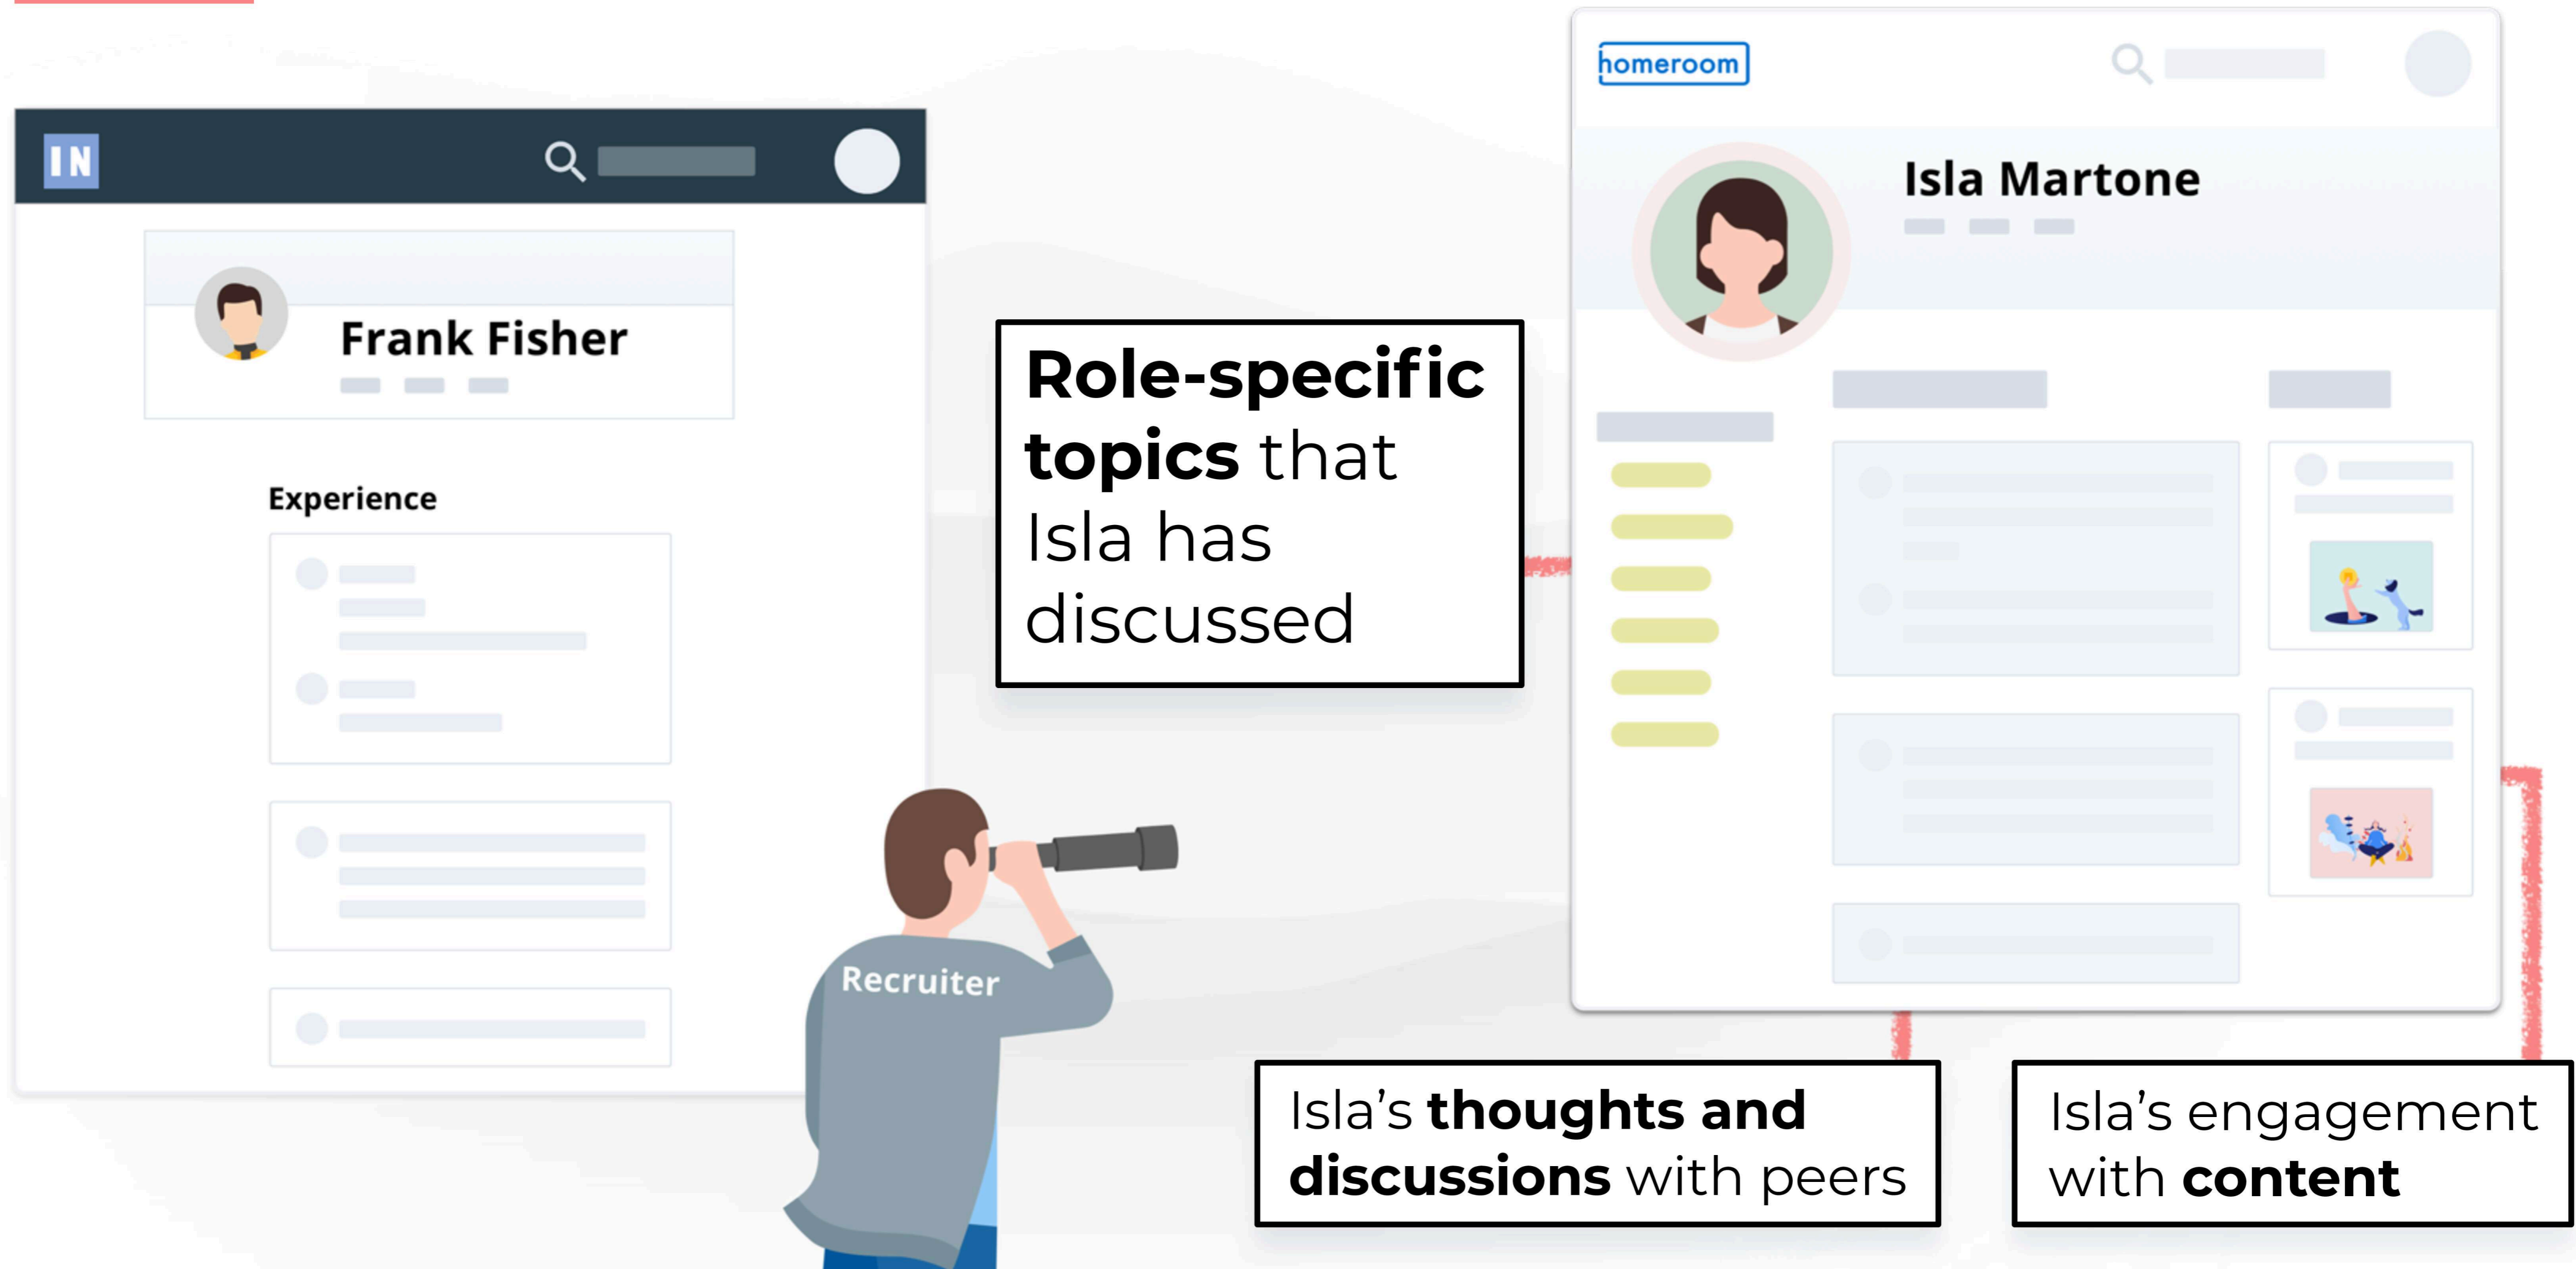 IN
Frank Fisher
Experience
Recruiter
Role-specific
topics that
Isla has
discussed
homeroom
Isla Martone
Isla’s thoughts and
discussions with peers
Isla’s engagement
with content